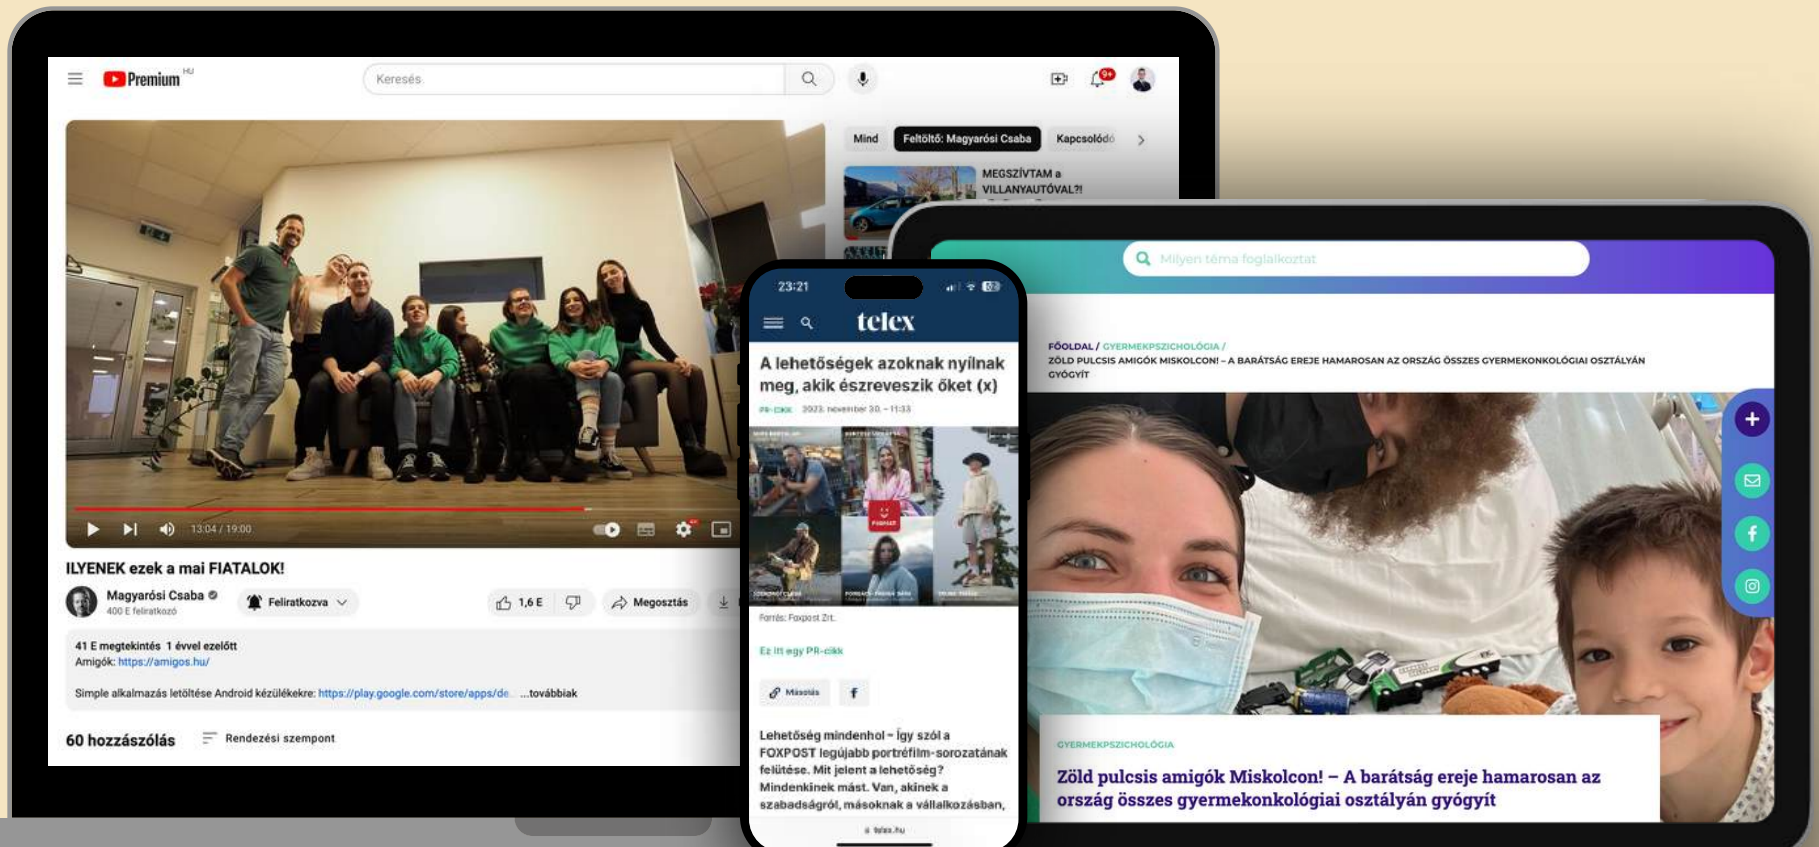 Premium HU
Keresés
9+
Mind
Feltöltő: Magyarósi Csaba
Kapcsolódó
MEGSZÍVTAM a
VILLANYAUTÓVAL?!
13:04 / 19:00
ILYENEK ezek a mai FIATALOK!
Magyarósi Csaba
400 E feliratkozó
Feliratkozva
1,6 E
Megosztás
41 E megtekintés 1 évvel ezelőtt
Amigók: https://amigos.hu/
Simple alkalmazás letöltése Android kézülékekre: https://play.google.com/store/apps/de... ...továbbiak
60 hozzászólás
Rendezési szempont
23:21
telex
A lehetőségek azoknak nyílnak
meg, akik észreveszik őket (x)
PR-CIKK 2023. november 30. – 11:33
FOXPOST
Forrás: Foxpost Zrt.
Ez itt egy PR-cikk
Másolás
Lehetőség mindenhol – Így szól a
FOXPOST legújabb portréfilm-sorozatának
felütése. Mit jelent a lehetőség?
Mindenkinek mást. Van, akinek a
szabadságról, másoknak a vállalkozásban,
telex.hu
Milyen téma foglalkoztat
FŐOLDAL / GYERMEKPSZICHOLÓGIA /
ZÖLD PULCSIS AMIGÓK MISKOLCON! – A BARÁTSÁG EREJE HAMAROSAN AZ ORSZÁG ÖSSZES GYERMEKONKOLÓGIAI OSZTÁLYÁN
GYÓGYÍT
GYERMEKPSZICHOLÓGIA
Zöld pulcsis amigók Miskolcon! – A barátság ereje hamarosan az
ország összes gyermekonkológiai osztályán gyógyít